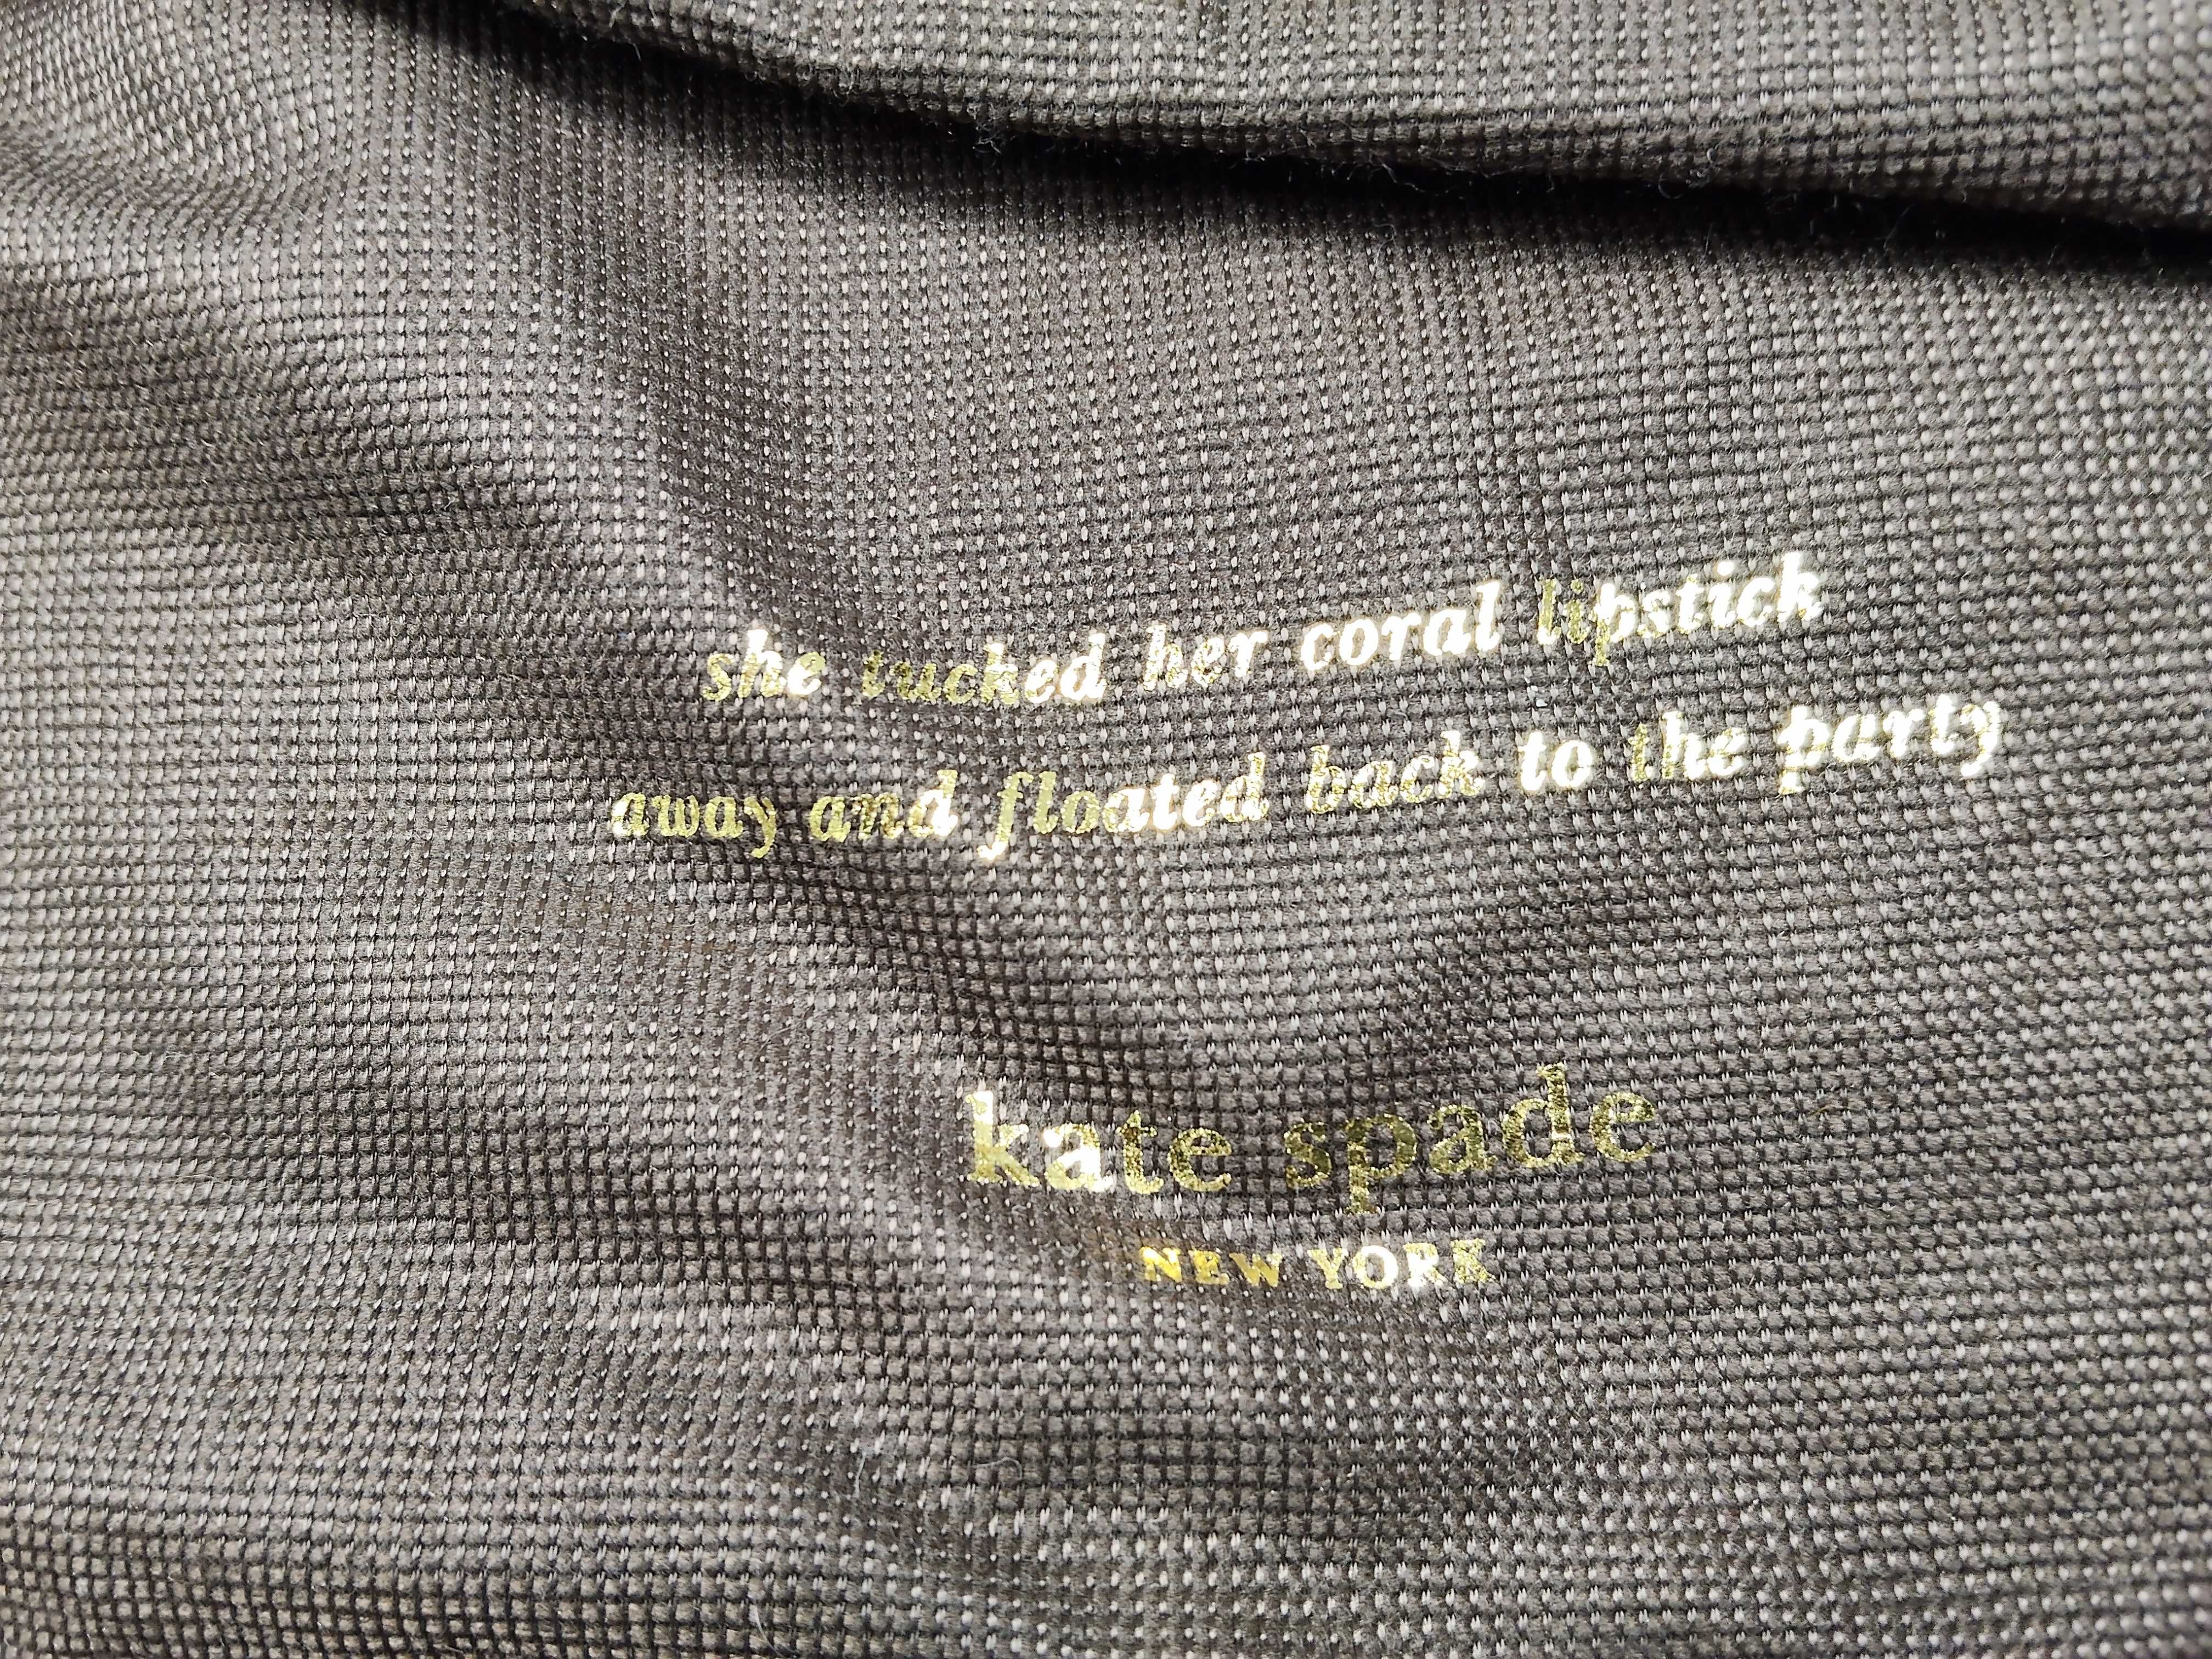 she tucked her coral lipstick
away and floated back to the party
kate spade
NEW YORK